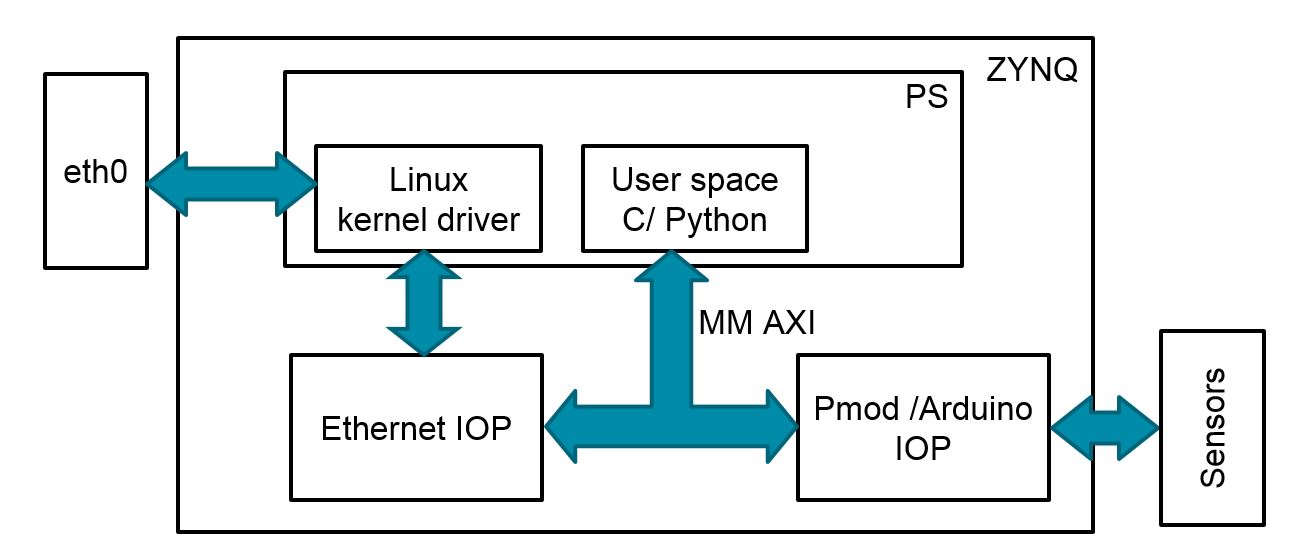 ZYNQ
PS
eth0
Linux
kernel driver
User space
C/ Python
MM AXI
Ethernet IOP
Pmod /Arduino
IOP
Sensors